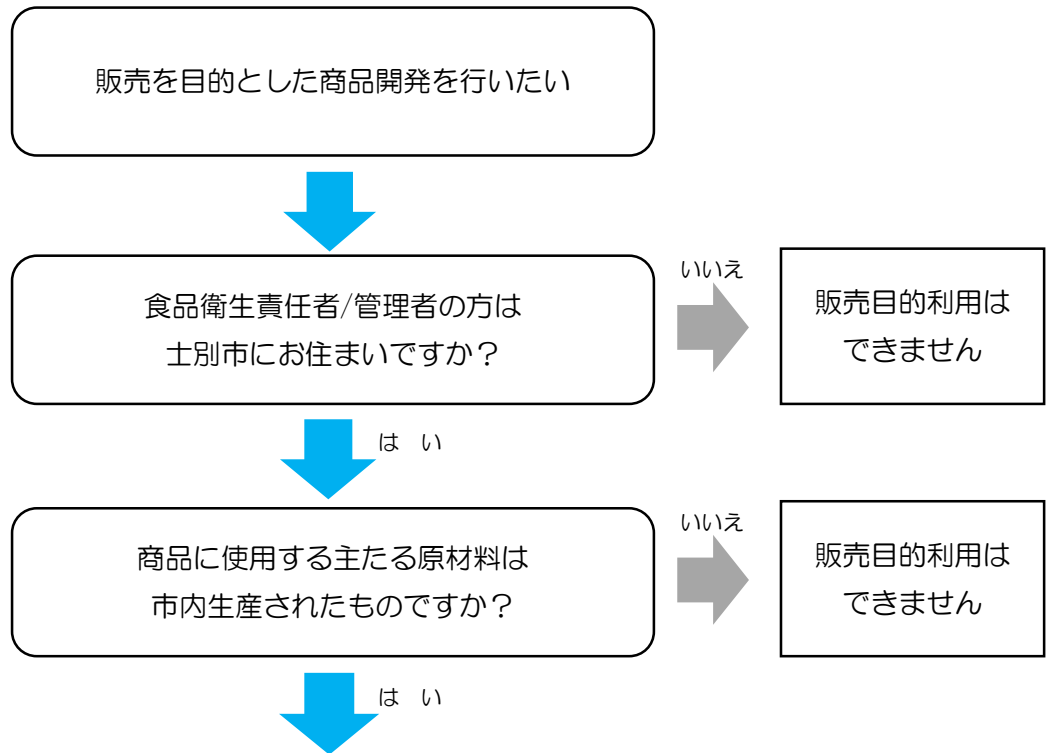 販売を目的とした商品開発を行いたい
食品衛生責任者/管理者の方は
士別市にお住まいですか？
いいえ
販売目的利用は
できません
は　い
商品に使用する主たる原材料は
市内生産されたものですか？
いいえ
販売目的利用は
できません
は　い